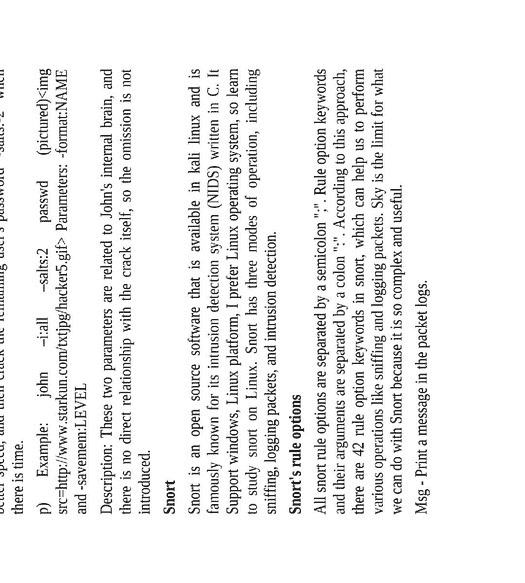 better speed, and then crack the remaining user's password "-salts:-2" when
there is time.
p) Example: john –i:all –salts:2 passwd (pictured)<img
src=http://www.starkun.com/txtjpg/hacker5.gif> Parameters: -format:NAME
and -savemem:LEVEL
Description: These two parameters are related to John's internal brain, and
there is no direct relationship with the crack itself, so the omission is not
introduced.
Snort
Snort is an open source software that is available in kali linux and is
famously known for its intrusion detection system (NIDS) written in C. It
Support windows, Linux platform, I prefer Linux operating system, so learn
to study snort on Linux. Snort has three modes of operation, including
sniffing, logging packets, and intrusion detection.
Snort's rule options
All snort rule options are separated by a semicolon ";". Rule option keywords
and their arguments are separated by a colon ":". According to this approach,
there are 42 rule option keywords in snort, which can help us to perform
various operations like sniffing and logging packets. Sky is the limit for what
we can do with Snort because it is so complex and useful.
Msg - Print a message in the packet logs.